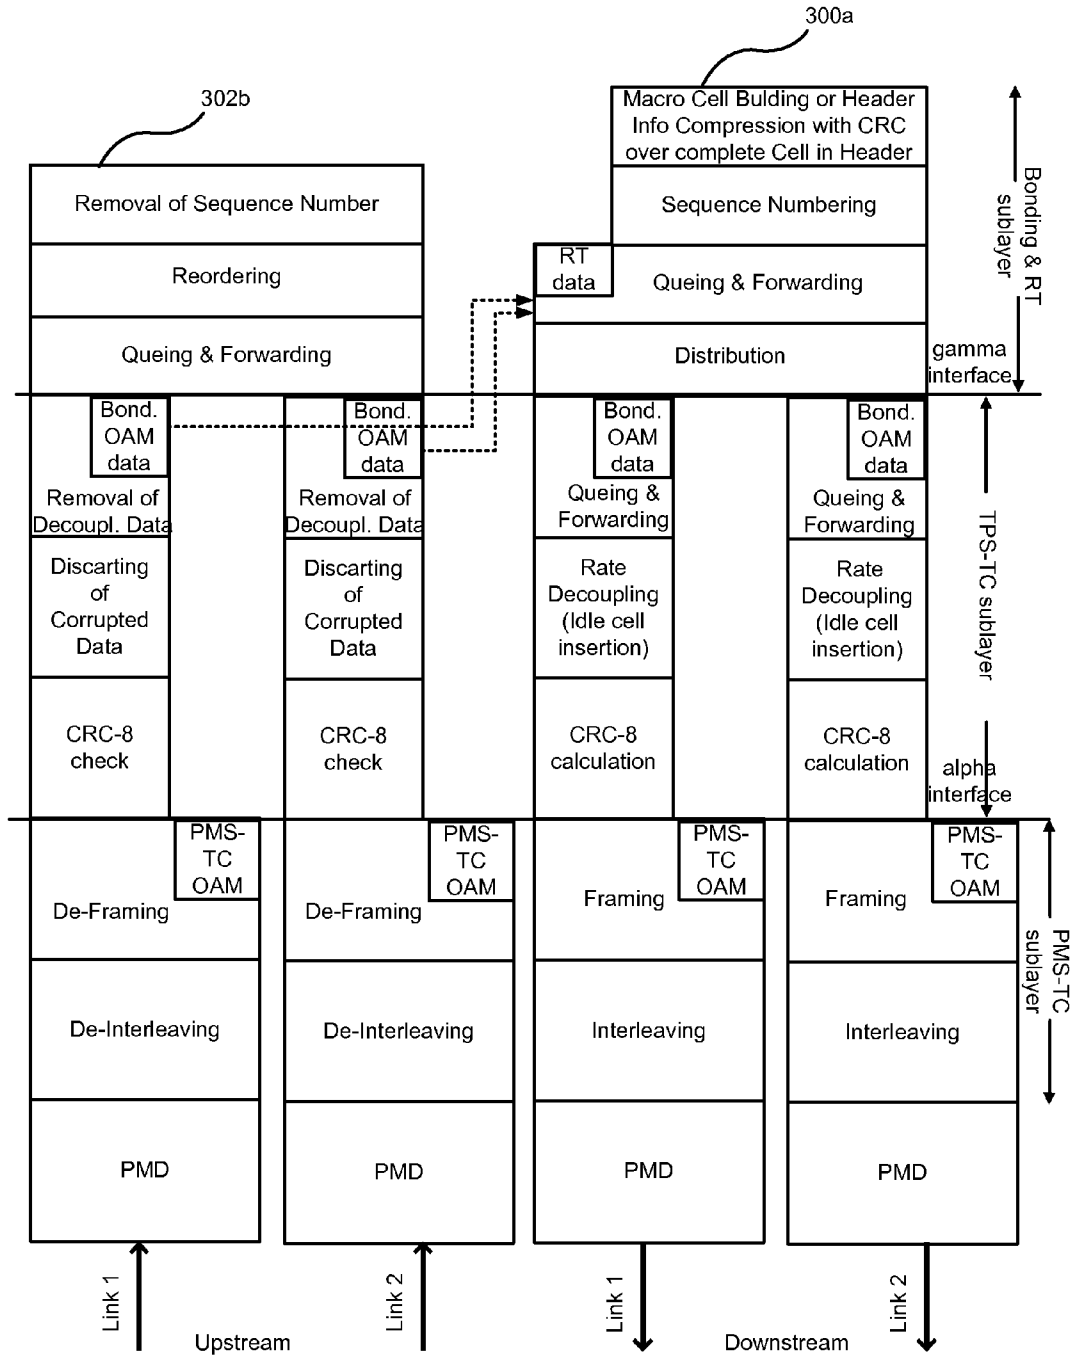 300a
302b
Macro Cell Bulding or Header
Info Compression with CRC
over complete Cell in Header
Removal of Sequence Number
Sequence Numbering
Bonding & RT
sublayer
Reordering
RT
data
Queing & Forwarding
Queing & Forwarding
Distribution
gamma
interface
Bond.
OAM
data
Removal of
Decoupl. Data
Bond.
OAM
data
Removal of
Decoupl. Data
Bond.
OAM
data
Queing &
Forwarding
Bond.
OAM
data
Queing &
Forwarding
TPS-TC sublayer
Discarting
of
Corrupted
Data
Discarting
of
Corrupted
Data
Rate
Decoupling
(Idle cell
insertion)
Rate
Decoupling
(Idle cell
insertion)
CRC-8
check
CRC-8
check
CRC-8
calculation
CRC-8
calculation
alpha
interface
PMS-
TC
OAM
De-Framing
PMS-
TC
OAM
De-Framing
PMS-
TC
OAM
Framing
PMS-
TC
OAM
Framing
PMS-TC
sublayer
De-Interleaving
De-Interleaving
Interleaving
Interleaving
PMD
PMD
PMD
PMD
Link 1
Link 2
Link 1
Link 2
Upstream
Downstream